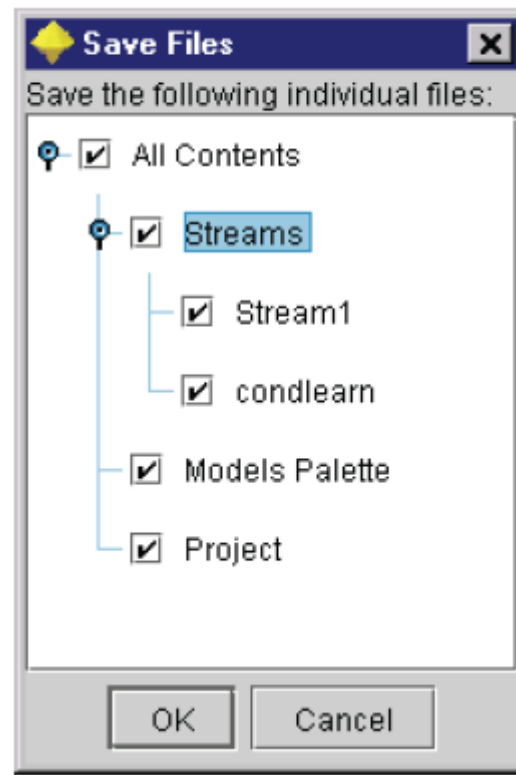 Save Files
Save the following individual files:
All Contents
Streams
Stream1
condlearn
Models Palette
Project
OK Cancel